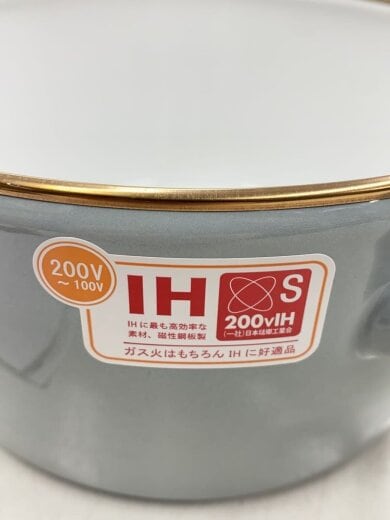 200V
～100V
IH
IHに最も高効率な
素材、磁性鋼板製
S
200VIH
(一社)日本琺瑯工業会
ガス火はもちろんIHに好適品